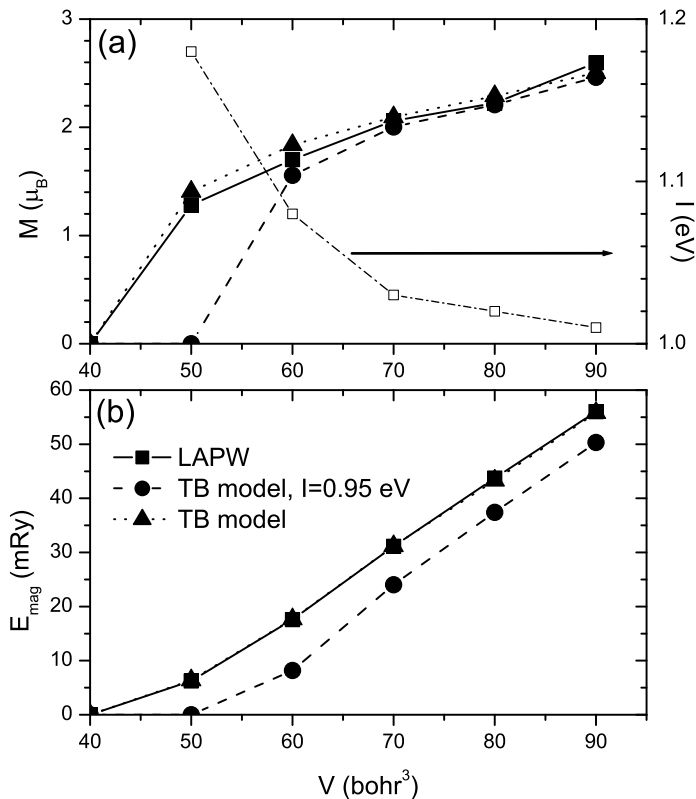 (a)
3
2
1
0
M (μB)
1.2
1.1
1.0
I (eV)
40 50 60 70 80 90
(b)
60
50
40
30
20
10
0
Emag (mRy)
LAPW
TB model, I=0.95 eV
TB model
40 50 60 70 80 90
V (bohr³)